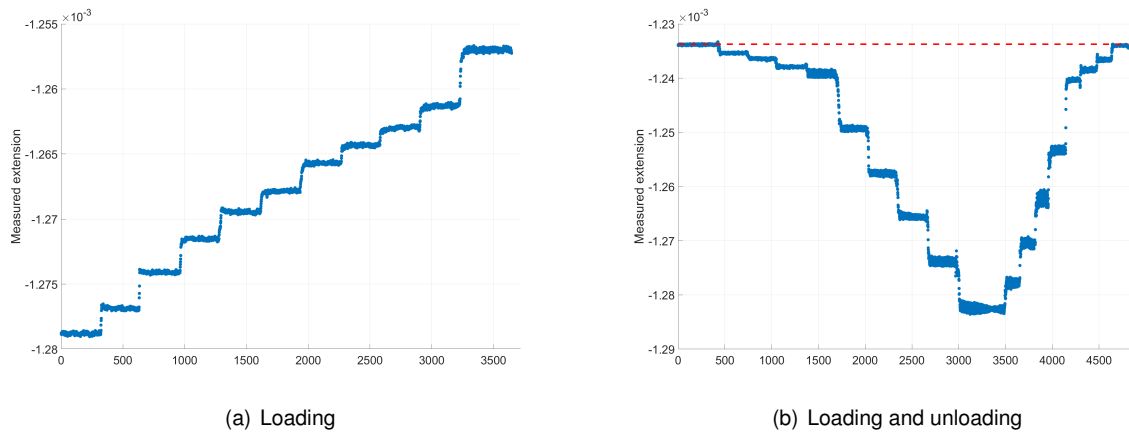 ×10⁻³
-1.255
-1.26
-1.265
-1.27
-1.275
-1.28
Measured extension
0 500 1000 1500 2000 2500 3000 3500
(a) Loading
×10⁻³
-1.23
-1.24
-1.25
-1.26
-1.27
-1.28
-1.29
Measured extension
0 500 1000 1500 2000 2500 3000 3500 4000 4500
(b) Loading and unloading